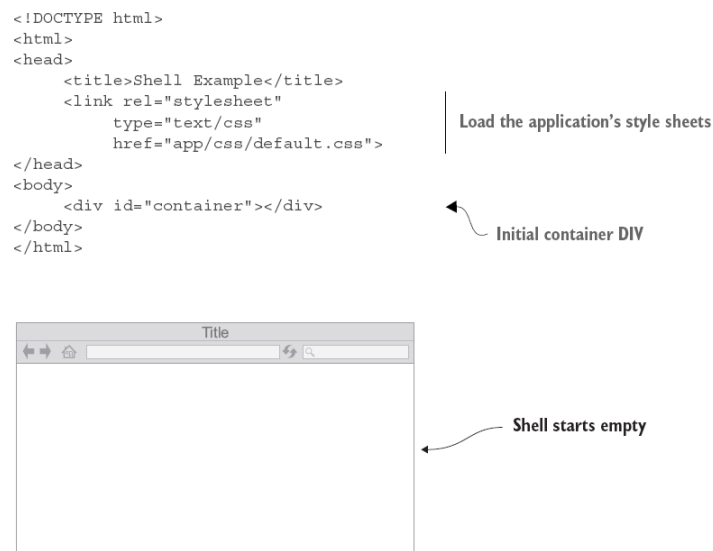 <!DOCTYPE html>
<html>
<head>
<title>Shell Example</title>
<link rel="stylesheet"
type="text/css"
href="app/css/default.css">
Load the application's style sheets
</head>
<body>
<div id="container"></div>
Initial container DIV
</body>
</html>
Title
Shell starts empty